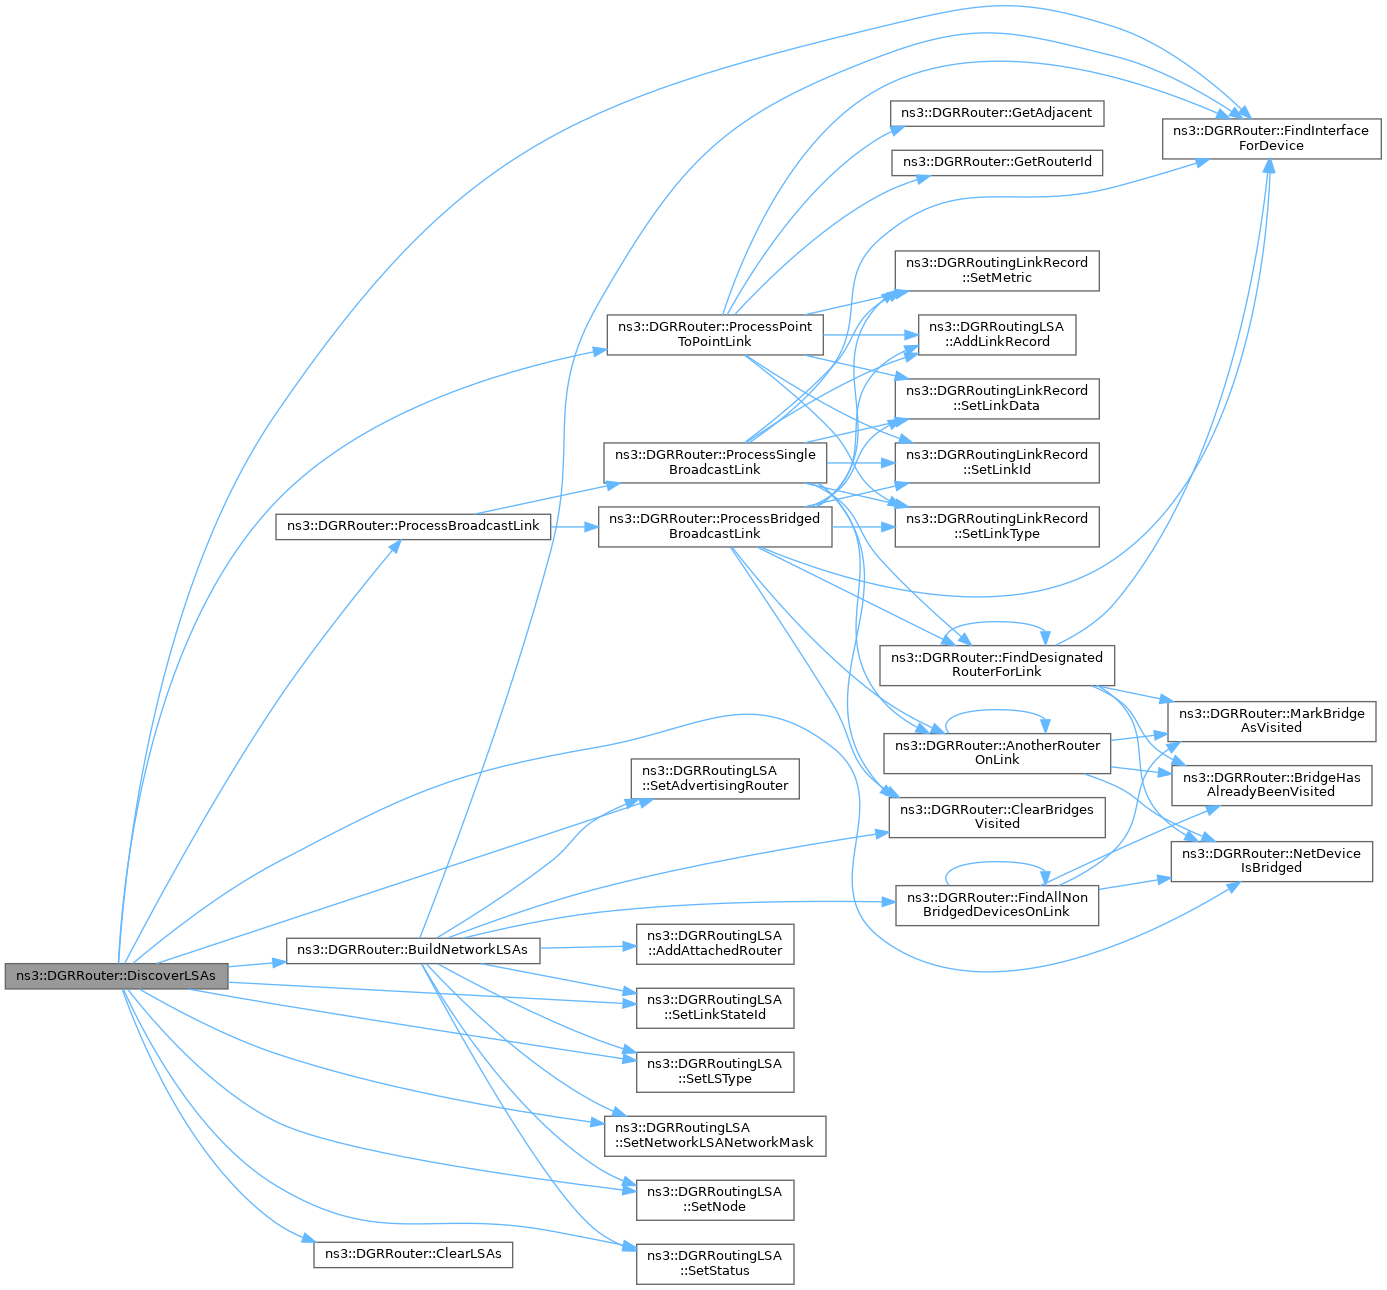 ns3::DGRRouter::DiscoverLSAs
ns3::DGRRouter::ProcessBroadcastLink
ns3::DGRRouter::BuildNetworkLSAs
ns3::DGRRouter::ClearLSAs
ns3::DGRRouter::ProcessPoint
ToPointLink
ns3::DGRRouter::ProcessSingle
BroadcastLink
ns3::DGRRouter::ProcessBridged
BroadcastLink
ns3::DGRRoutingLSA
::SetAdvertisingRouter
ns3::DGRRoutingLSA
::AddAttachedRouter
ns3::DGRRoutingLSA
::SetLinkStateId
ns3::DGRRoutingLSA
::SetLSType
ns3::DGRRoutingLSA
::SetNetworkLSANetworkMask
ns3::DGRRoutingLSA
::SetNode
ns3::DGRRoutingLSA
::SetStatus
ns3::DGRRouter::GetAdjacent
ns3::DGRRouter::GetRouterId
ns3::DGRRoutingLinkRecord
::SetMetric
ns3::DGRRoutingLSA
::AddLinkRecord
ns3::DGRRoutingLinkRecord
::SetLinkData
ns3::DGRRoutingLinkRecord
::SetLinkId
ns3::DGRRoutingLinkRecord
::SetLinkType
ns3::DGRRouter::FindDesignated
RouterForLink
ns3::DGRRouter::AnotherRouter
OnLink
ns3::DGRRouter::ClearBridges
Visited
ns3::DGRRouter::FindAllNon
BridgedDevicesOnLink
ns3::DGRRouter::FindInterface
ForDevice
ns3::DGRRouter::MarkBridge
AsVisited
ns3::DGRRouter::BridgeHas
AlreadyBeenVisited
ns3::DGRRouter::NetDevice
IsBridged